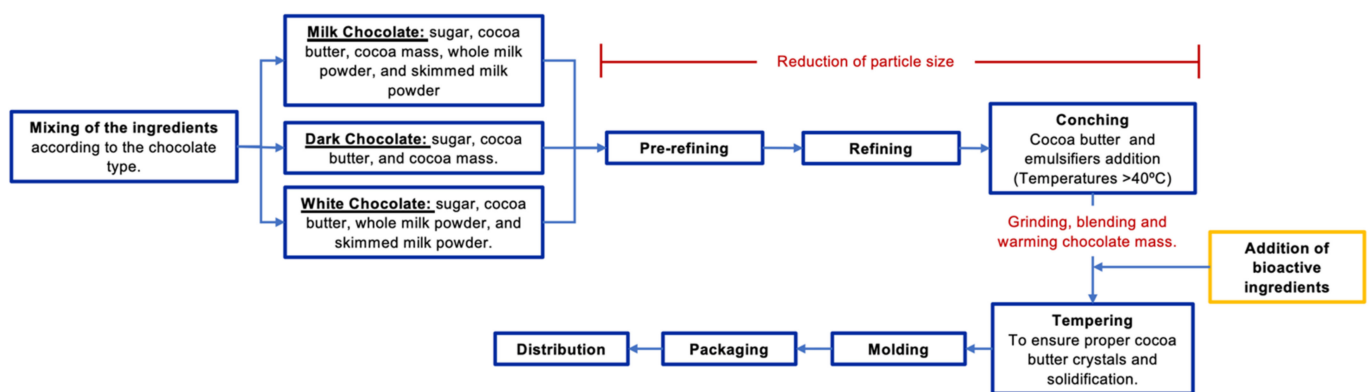 Mixing of the ingredients
according to the chocolate
type.
Milk Chocolate: sugar, cocoa
butter, cocoa mass, whole milk
powder, and skimmed milk
powder
Dark Chocolate: sugar, cocoa
butter, and cocoa mass.
White Chocolate: sugar, cocoa
butter, whole milk powder, and
skimmed milk powder.
Reduction of particle size
Pre-refining
Refining
Conching
Cocoa butter and
emulsifiers addition
(Temperatures >40ºC)
Grinding, blending and
warming chocolate mass.
Addition of
bioactive
ingredients
Tempering
To ensure proper cocoa
butter crystals and
solidification.
Molding
Packaging
Distribution